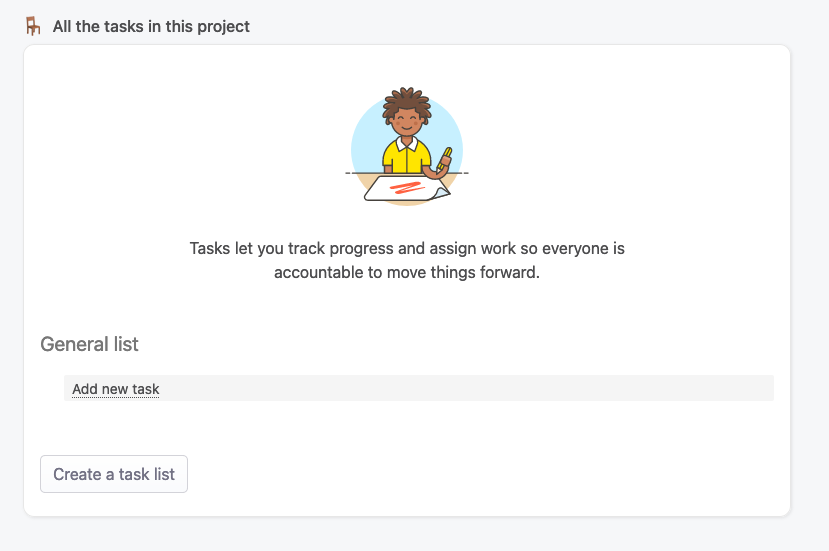 All the tasks in this project
Tasks let you track progress and assign work so everyone is
accountable to move things forward.
General list
Add new task
Create a task list